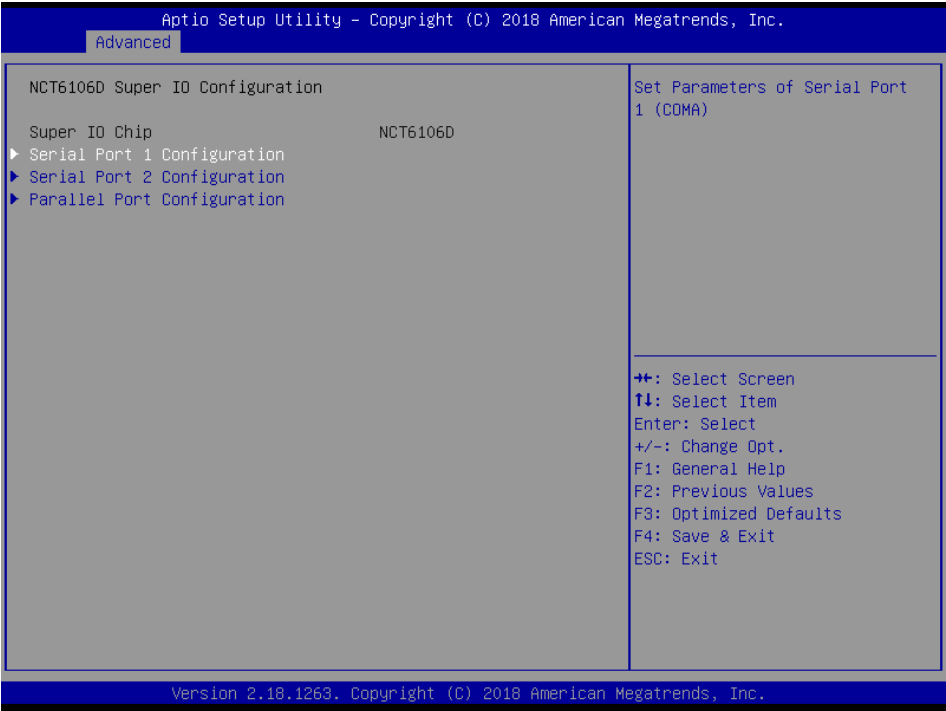 Aptio Setup Utility – Copyright (C) 2018 American Megatrends, Inc.
Advanced
NCT6106D Super IO Configuration
Super IO Chip NCT6106D
▶ Serial Port 1 Configuration
▶ Serial Port 2 Configuration
▶ Parallel Port Configuration
Set Parameters of Serial Port
1 (COMA)
→←: Select Screen
↑↓: Select Item
Enter: Select
+/-: Change Opt.
F1: General Help
F2: Previous Values
F3: Optimized Defaults
F4: Save & Exit
ESC: Exit
Version 2.18.1263. Copyright (C) 2018 American Megatrends, Inc.